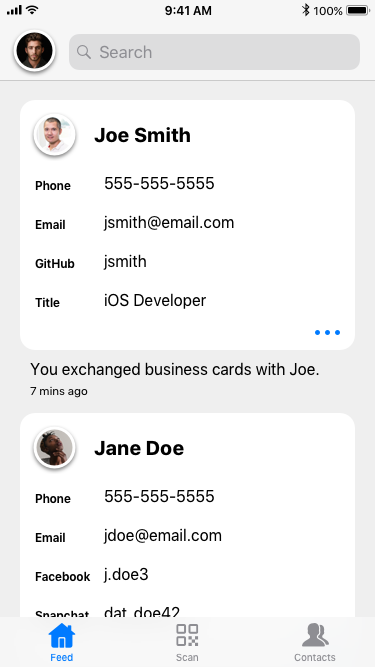 9:41 AM 100%
Search
Joe Smith
Phone 555-555-5555
Email jsmith@email.com
GitHub jsmith
Title iOS Developer
You exchanged business cards with Joe.
7 mins ago
Jane Doe
Phone 555-555-5555
Email jdoe@email.com
Facebook j.doe3
Snapchat dat_doe42
Feed Scan Contacts